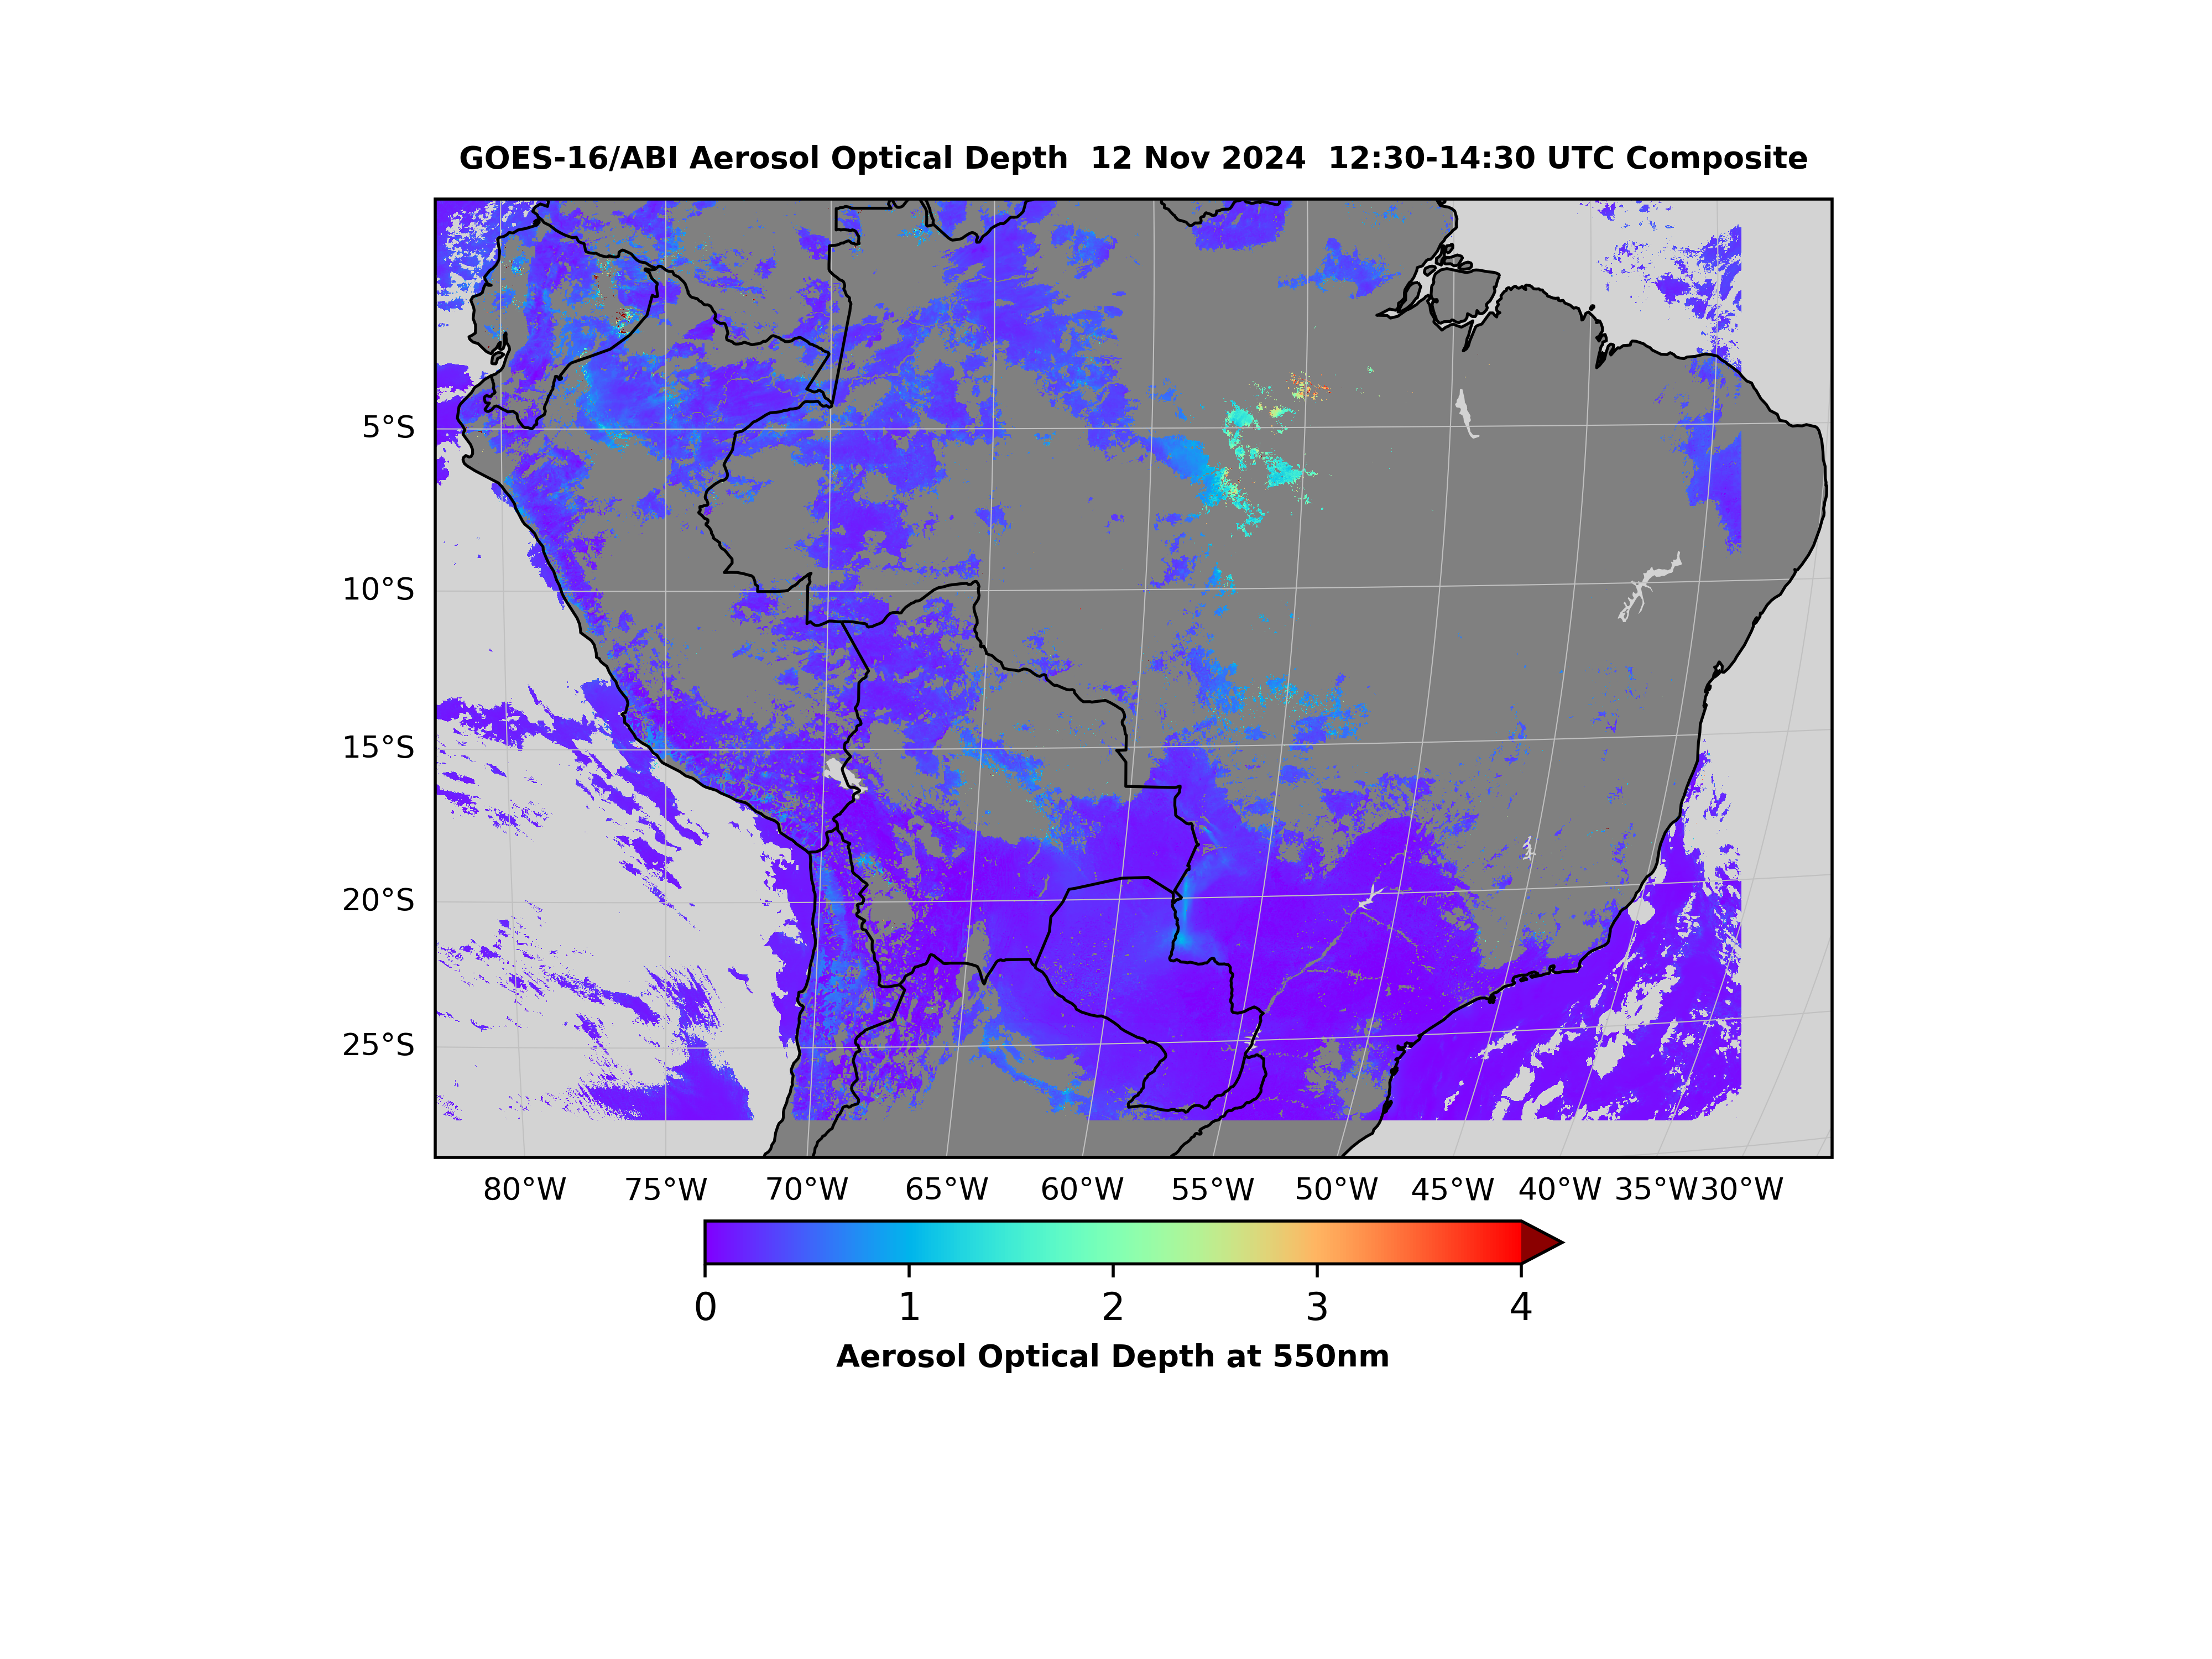 GOES-16/ABI Aerosol Optical Depth  12 Nov 2024  12:30-14:30 UTC Composite
5°S
10°S
15°S
20°S
25°S
80°W 75°W 70°W 65°W 60°W 55°W 50°W 45°W 40°W 35°W 30°W
0 1 2 3 4
Aerosol Optical Depth at 550nm